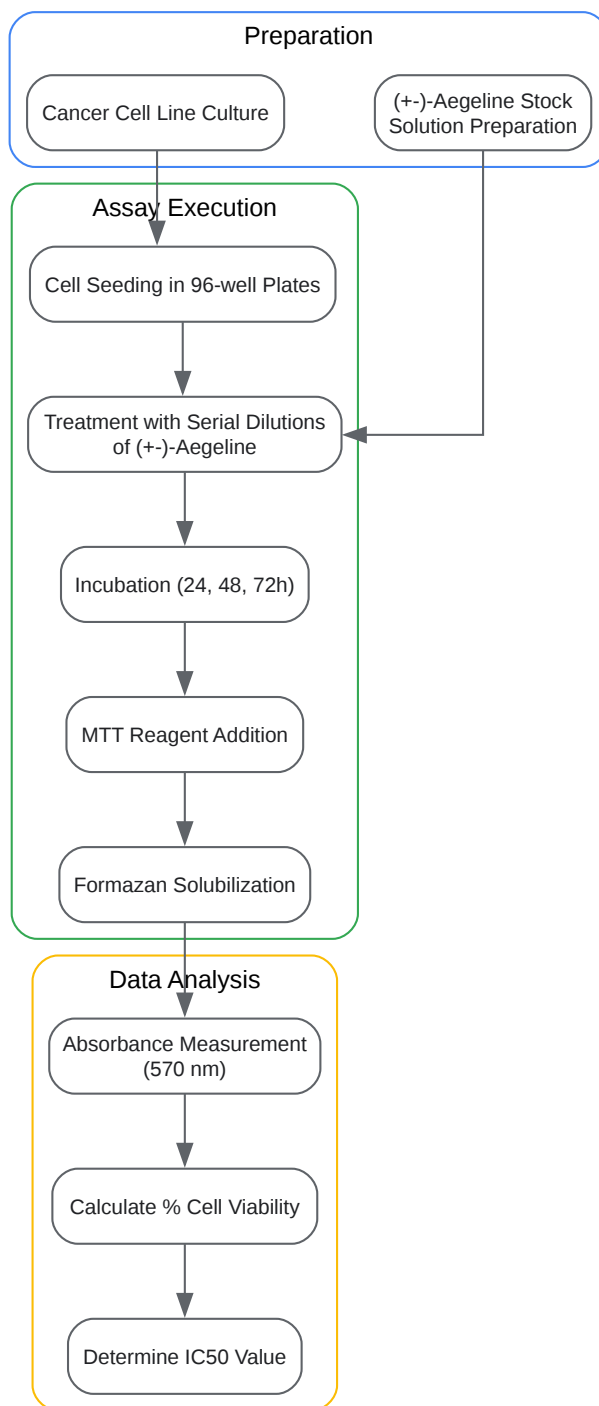 Preparation
Cancer Cell Line Culture
(+-)-Aegeline Stock
Solution Preparation
Assay Execution
Cell Seeding in 96-well Plates
Treatment with Serial Dilutions
of (+-)-Aegeline
Incubation (24, 48, 72h)
MTT Reagent Addition
Formazan Solubilization
Data Analysis
Absorbance Measurement
(570 nm)
Calculate % Cell Viability
Determine IC50 Value